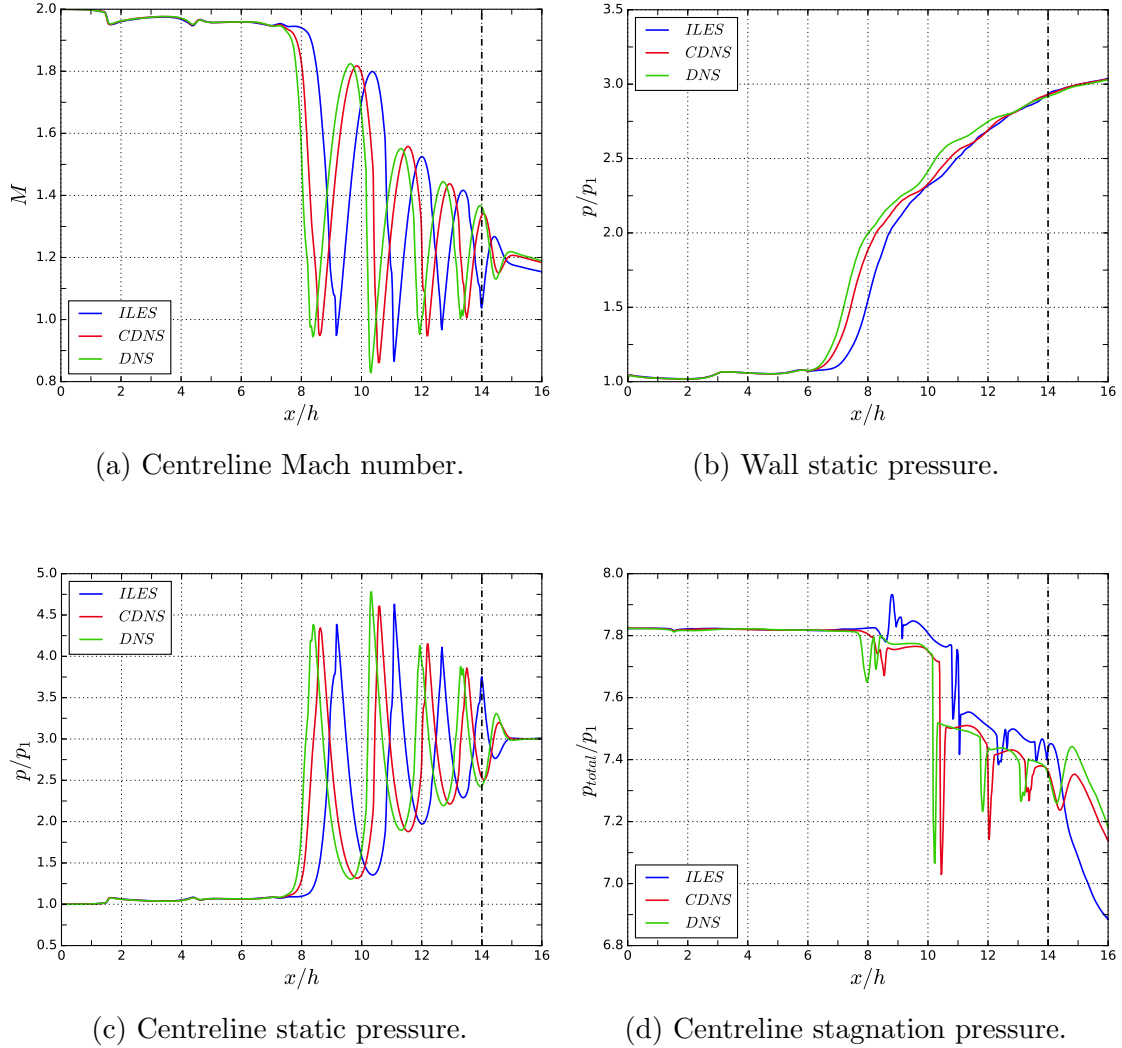 2.0
1.8
1.6
1.4
1.2
1.0
0.8
M
ILES
CDNS
DNS
0 2 4 6 8 10 12 14 16
x/h
(a) Centreline Mach number.
3.5
3.0
2.5
2.0
1.5
1.0
p/p1
ILES
CDNS
DNS
0 2 4 6 8 10 12 14 16
x/h
(b) Wall static pressure.
5.0
4.5
4.0
3.5
3.0
2.5
2.0
1.5
1.0
0.5
p/p1
ILES
CDNS
DNS
0 2 4 6 8 10 12 14 16
x/h
(c) Centreline static pressure.
8.0
7.8
7.6
7.4
7.2
7.0
6.8
ptotal/p1
ILES
CDNS
DNS
0 2 4 6 8 10 12 14 16
x/h
(d) Centreline stagnation pressure.